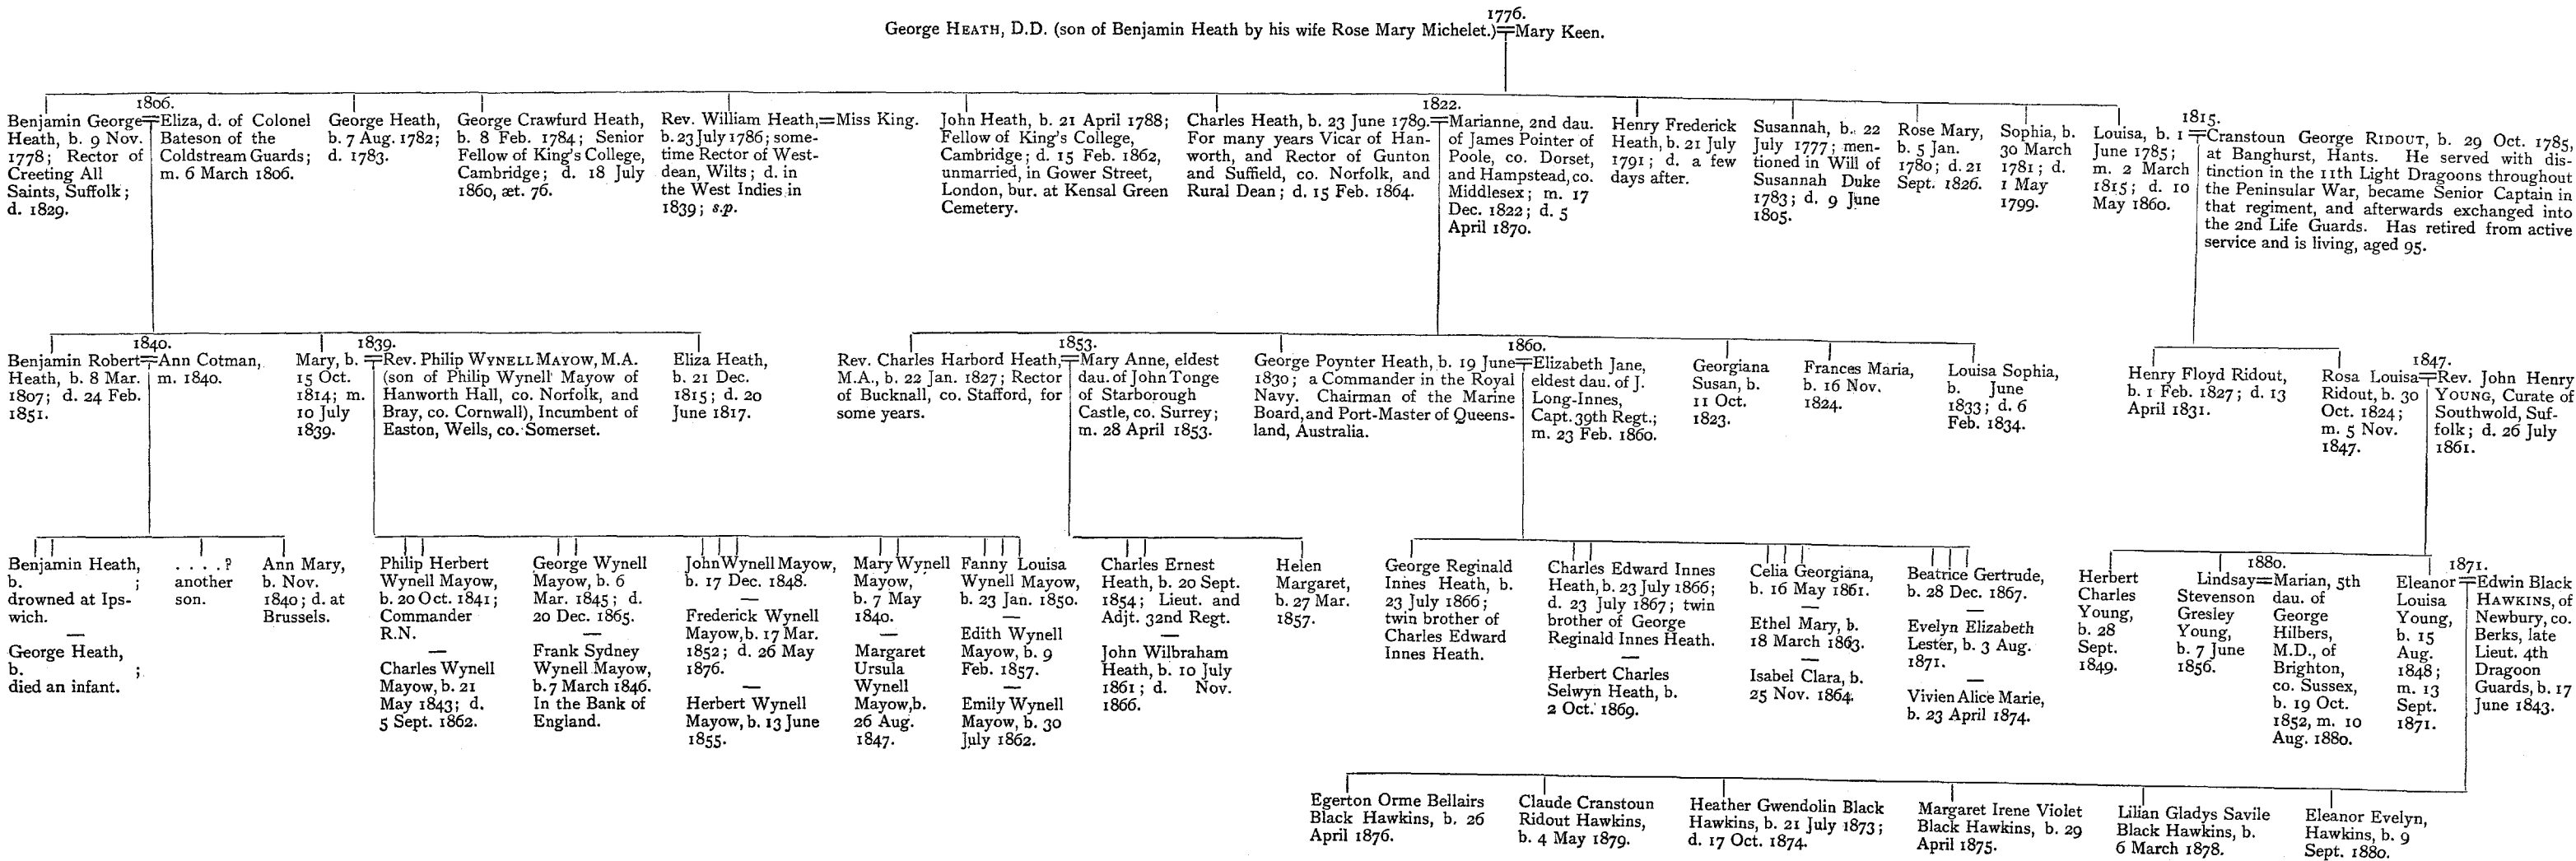 1776.
George HEATH, D.D. (son of Benjamin Heath by his wife Rose Mary Michelet.)=Mary Keen.
1806.
Benjamin George=
Heath, b. 9 Nov.
1778; Rector of
Creeting All
Saints, Suffolk;
d. 1829.
Eliza, d. of Colonel
Bateson of the
Coldstream Guards;
m. 6 March 1806.
George Heath,
b. 7 Aug. 1782;
d. 1783.
George Crawfurd Heath,
b. 8 Feb. 1784; Senior
Fellow of King's College,
Cambridge; d. 18 July
1860, æt. 76.
Rev. William Heath,=Miss King.
b. 23 July 1786; some-
time Rector of West-
dean, Wilts; d. in
the West Indies in
1839; s.p.
John Heath, b. 21 April 1788;
Fellow of King's College,
Cambridge; d. 15 Feb. 1862,
unmarried, in Gower Street,
London, bur. at Kensal Green
Cemetery.
1822.
Charles Heath, b. 23 June 1789.=
For many years Vicar of Han-
worth, and Rector of Gunton
and Suffield, co. Norfolk, and
Rural Dean; d. 15 Feb. 1864.
Marianne, 2nd dau.
of James Pointer of
Poole, co. Dorset,
and Hampstead, co.
Middlesex; m. 17
Dec. 1822; d. 5
April 1870.
Henry Frederick
Heath, b. 21 July
1791; d. a few
days after.
Susannah, b. 22
July 1777; men-
tioned in Will of
Susannah Duke
1783; d. 9 June
1805.
Rose Mary,
b. 5 Jan.
1780; d. 21
Sept. 1826.
Sophia, b.
30 March
1781; d.
1 May
1799.
1815.
Louisa, b. 1=
June 1785;
m. 2 March
1815; d. 10
May 1860.
Cranstoun George RIDOUT, b. 29 Oct. 1785,
at Banghurst, Hants. He served with dis-
tinction in the 11th Light Dragoons throughout
the Peninsular War, became Senior Captain in
that regiment, and afterwards exchanged into
the 2nd Life Guards. Has retired from active
service and is living, aged 95.
1840.
Benjamin Robert=
Heath, b. 8 Mar.
1807; d. 24 Feb.
1851.
Ann Cotman,
m. 1840.
1839.
Mary, b.=
15 Oct.
1814; m.
10 July
1839.
Rev. Philip WYNELL MAYOW, M.A.
(son of Philip Wynell Mayow of
Hanworth Hall, co. Norfolk, and
Bray, co. Cornwall), Incumbent of
Easton, Wells, co. Somerset.
Eliza Heath,
b. 21 Dec.
1815; d. 20
June 1817.
1853.
Rev. Charles Harbord Heath,=
M.A., b. 22 Jan. 1827; Rector
of Bucknall, co. Stafford, for
some years.
Mary Anne, eldest
dau. of John Tonge
of Starborough
Castle, co. Surrey;
m. 28 April 1853.
1860.
George Poynter Heath, b. 19 June=
1830; a Commander in the Royal
Navy. Chairman of the Marine
Board, and Port-Master of Queens-
land, Australia.
Elizabeth Jane,
eldest dau. of J.
Long-Innes,
Capt. 39th Regt.;
m. 23 Feb. 1860.
Georgiana
Susan, b.
11 Oct.
1823.
Frances Maria,
b. 16 Nov.
1824.
Louisa Sophia,
b. June
1833; d. 6
Feb. 1834.
Henry Floyd Ridout,
b. 1 Feb. 1827; d. 13
April 1831.
1847.
Rosa Louisa=
Ridout, b. 30
Oct. 1824;
m. 5 Nov.
1847.
Rev. John Henry
YOUNG, Curate of
Southwold, Suf-
folk; d. 26 July
1861.
Benjamin Heath,
b. ;
drowned at Ips-
wich.
—
George Heath,
b. ;
died an infant.
. . . . ?
another
son.
Ann Mary,
b. Nov.
1840; d. at
Brussels.
Philip Herbert
Wynell Mayow,
b. 20 Oct. 1841;
Commander
R.N.
—
Charles Wynell
Mayow, b. 21
May 1843; d.
5 Sept. 1862.
George Wynell
Mayow, b. 6
Mar. 1845; d.
20 Dec. 1865.
—
Frank Sydney
Wynell Mayow,
b. 7 March 1846.
In the Bank of
England.
John Wynell Mayow,
b. 17 Dec. 1848.
—
Frederick Wynell
Mayow, b. 17 Mar.
1852; d. 26 May
1876.
—
Herbert Wynell
Mayow, b. 13 June
1855.
Mary Wynell
Mayow,
b. 7 May
1840.
—
Margaret
Ursula
Wynell
Mayow, b.
26 Aug.
1847.
Fanny Louisa
Wynell Mayow,
b. 23 Jan. 1850.
—
Edith Wynell
Mayow, b. 9
Feb. 1857.
—
Emily Wynell
Mayow, b. 30
July 1862.
Charles Ernest
Heath, b. 20 Sept.
1854; Lieut. and
Adjt. 32nd Regt.
—
John Wilbraham
Heath, b. 10 July
1861; d. Nov.
1866.
Helen
Margaret,
b. 27 Mar.
1857.
George Reginald
Innes Heath, b.
23 July 1866;
twin brother of
Charles Edward
Innes Heath.
Charles Edward Innes
Heath, b. 23 July 1866;
d. 23 July 1867; twin
brother of George
Reginald Innes Heath.
—
Herbert Charles
Selwyn Heath, b.
2 Oct. 1869.
Celia Georgiana,
b. 16 May 1861.
—
Ethel Mary, b.
18 March 1863.
—
Isabel Clara, b.
25 Nov. 1864.
Beatrice Gertrude,
b. 28 Dec. 1867.
—
Evelyn Elizabeth
Lester, b. 3 Aug.
1871.
—
Vivien Alice Marie,
b. 23 April 1874.
Herbert
Charles
Young,
b. 28
Sept.
1849.
1880.
Lindsay=
Stevenson
Gresley
Young,
b. 7 June
1856.
Marian, 5th
dau. of
George
Hilbers,
M.D., of
Brighton,
co. Sussex,
b. 19 Oct.
1852, m. 10
Aug. 1880.
1871.
Eleanor=
Louisa
Young,
b. 15
Aug.
1848;
m. 13
Sept.
1871.
Edwin Black
HAWKINS, of
Newbury, co.
Berks, late
Lieut. 4th
Dragoon
Guards, b. 17
June 1843.
Egerton Orme Bellairs
Black Hawkins, b. 26
April 1876.
Claude Cranstoun
Ridout Hawkins,
b. 4 May 1879.
Heather Gwendolin Black
Hawkins, b. 21 July 1873;
d. 17 Oct. 1874.
Margaret Irene Violet
Black Hawkins, b. 29
April 1875.
Lilian Gladys Savile
Black Hawkins, b.
6 March 1878.
Eleanor Evelyn,
Hawkins, b. 9
Sept. 1880.